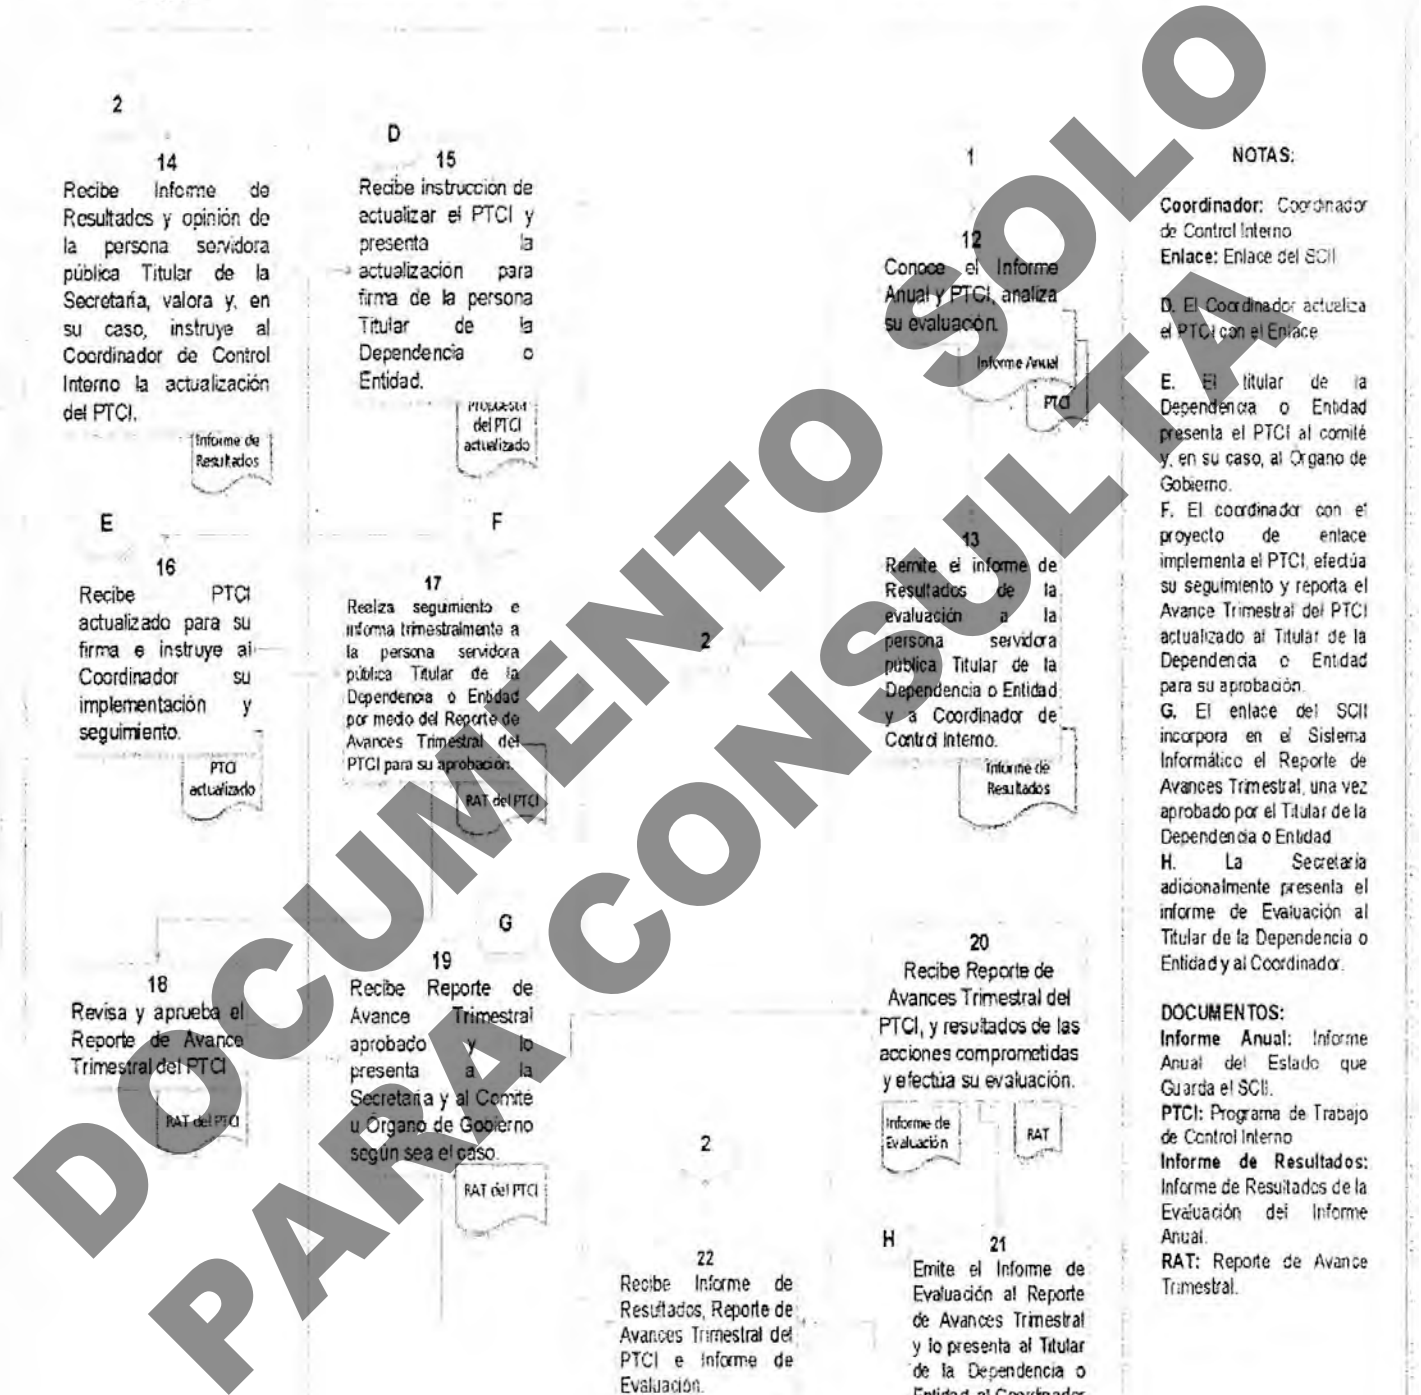 2
14
Recibe Informe de
Resultados y opinión de
la persona servidora
pública Titular de la
Secretaría, valora y, en
su caso, instruye al
Coordinador de Control
Interno la actualización
del PTCI.
Informe de
Resultados
D
15
Recibe instrucción de
actualizar el PTCI y
presenta la
actualización para
firma de la persona
Titular de la
Dependencia o
Entidad.
Propuesta
del PTCI
actualizado
1
12
Conoce el Informe
Anual y PTCI, analiza
su evaluación.
Informe Anual
PTCI
E
16
Recibe PTCI
actualizado para su
firma e instruye al
Coordinador su
implementación y
seguimiento.
PTCI
actualizado
F
17
Realiza seguimiento e
informa trimestralmente a
la persona servidora
pública Titular de la
Dependencia o Entidad
por medio del Reporte de
Avances Trimestral del
PTCI para su aprobación.
RAT del PTCI
2
13
Remite el informe de
Resultados de la
evaluación a la
persona servidora
pública Titular de la
Dependencia o Entidad
y a Coordinador de
Control Interno.
Informe de
Resultados
18
Revisa y aprueba el
Reporte de Avance
Trimestral del PTCI
RAT del PTCI
G
19
Recibe Reporte de
Avance Trimestral
aprobado y lo
presenta a la
Secretaría y al Comité
u Órgano de Gobierno
según sea el caso.
RAT del PTCI
20
Recibe Reporte de
Avances Trimestral del
PTCI, y resultados de las
acciones comprometidas
y efectúa su evaluación.
Informe de
Evaluación
RAT
2
22
Recibe Informe de
Resultados, Reporte de
Avances Trimestral del
PTCI e Informe de
Evaluación.
H
21
Emite el Informe de
Evaluación al Reporte
de Avances Trimestral
y lo presenta al Titular
de la Dependencia o
Entidad, al Coordinador
NOTAS:
Coordinador: Coordinador
de Control Interno
Enlace: Enlace del SCII
D. El Coordinador actualiza
el PTCI con el Enlace
E. El titular de la
Dependencia o Entidad
presenta el PTCI al comité
y, en su caso, al Órgano de
Gobierno.
F. El coordinador con el
proyecto de enlace
implementa el PTCI, efectúa
su seguimiento y reporta el
Avance Trimestral del PTCI
actualizado al Titular de la
Dependencia o Entidad
para su aprobación.
G. El enlace del SCII
incorpora en el Sistema
Informático el Reporte de
Avances Trimestral, una vez
aprobado por el Titular de la
Dependencia o Entidad
H. La Secretaría
adicionalmente presenta el
informe de Evaluación al
Titular de la Dependencia o
Entidad y al Coordinador.
DOCUMENTOS:
Informe Anual: Informe
Anual del Estado que
Guarda el SCII.
PTCI: Programa de Trabajo
de Control Interno
Informe de Resultados:
Informe de Resultados de la
Evaluación del Informe
Anual.
RAT: Reporte de Avance
Trimestral.
DOCUMENTO SOLO
PARA CONSULTA